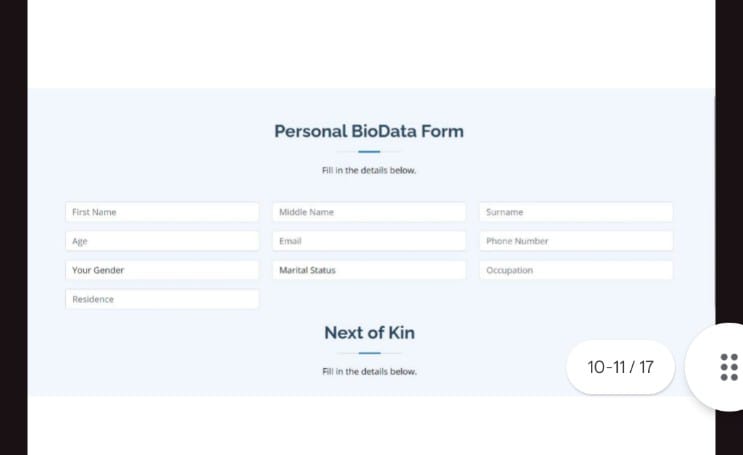 Personal BioData Form
Fill in the details below.
First Name Middle Name Surname
Age Email Phone Number
Your Gender Marital Status Occupation
Residence
Next of Kin
Fill in the details below.
10-11 / 17